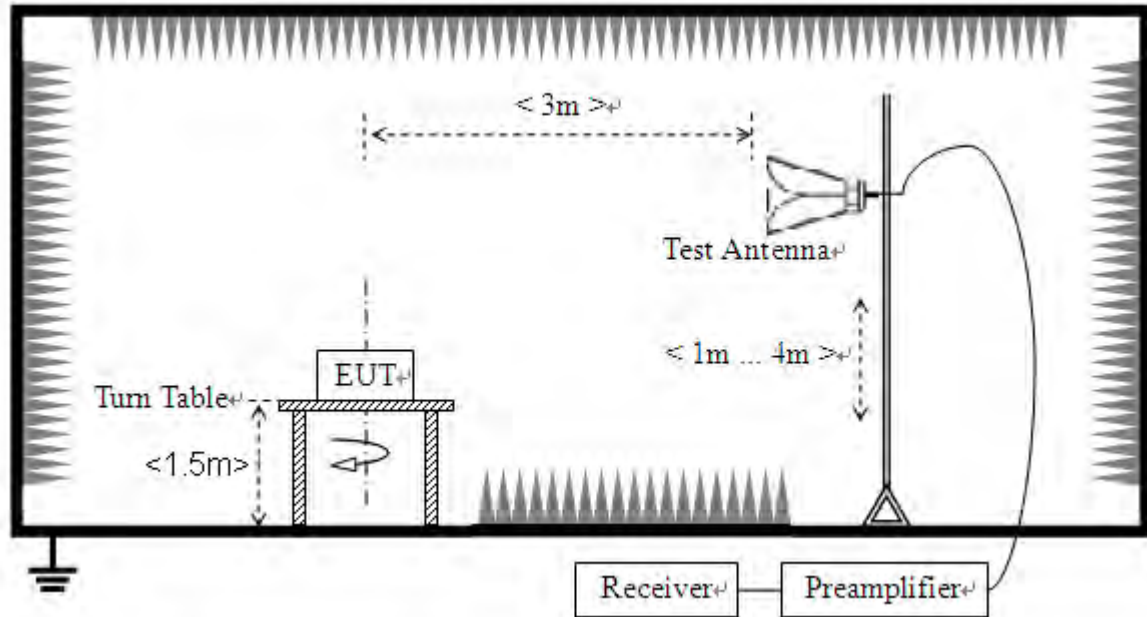 < 3m >
Test Antenna
< 1m ... 4m >
EUT
Turn Table
<1.5m>
Receiver
Preamplifier